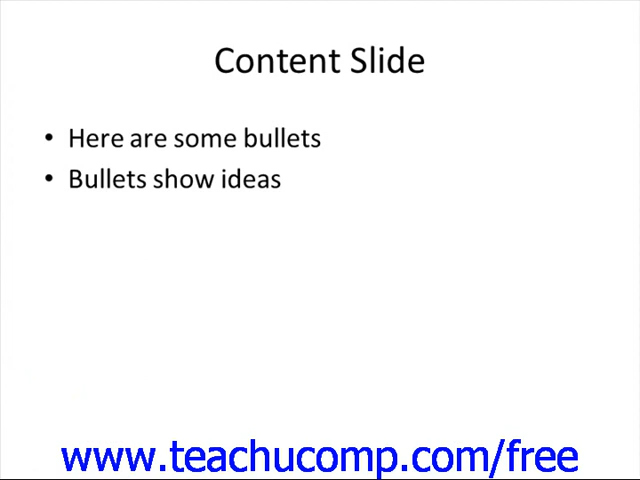 Content Slide
• Here are some bullets
• Bullets show ideas
www.teachucomp.com/free